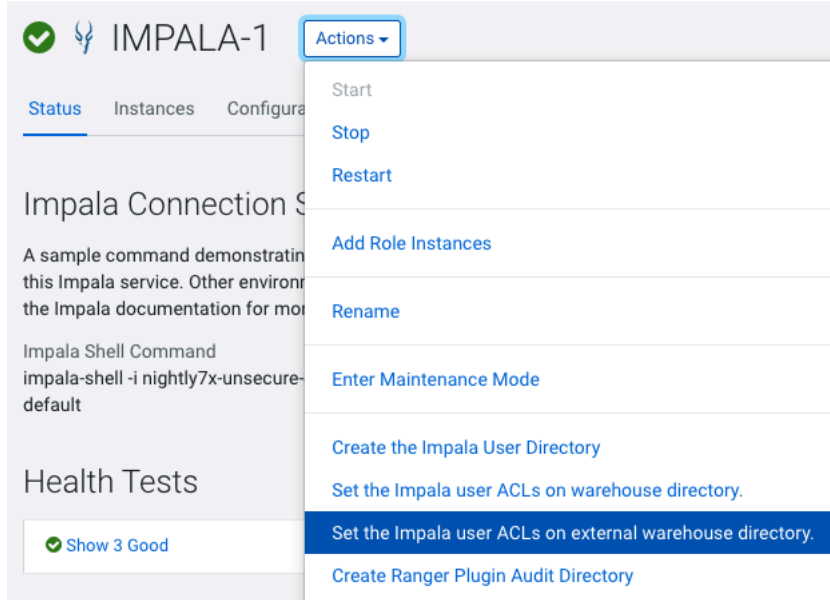 IMPALA-1
Actions
Status Instances Configura
Start
Stop
Restart
Add Role Instances
Rename
Enter Maintenance Mode
Create the Impala User Directory
Set the Impala user ACLs on warehouse directory.
Set the Impala user ACLs on external warehouse directory.
Create Ranger Plugin Audit Directory
Impala Connection
A sample command demonstratin
this Impala service. Other environ
the Impala documentation for mo
Impala Shell Command
impala-shell -i nightly7x-unsecure-
default
Health Tests
Show 3 Good